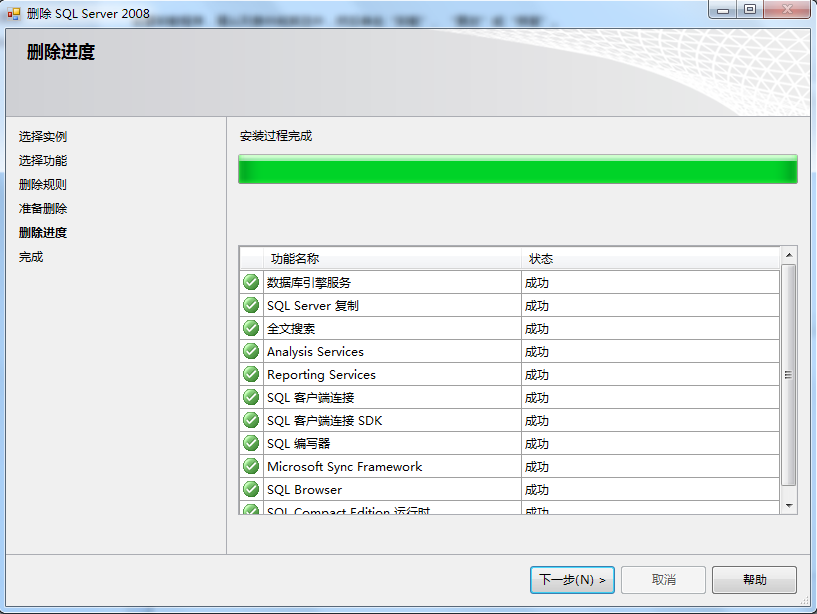 删除 SQL Server 2008
删除进度
选择实例
选择功能
删除规则
准备删除
删除进度
完成
安装过程完成
功能名称 状态
数据库引擎服务 成功
SQL Server 复制 成功
全文搜索 成功
Analysis Services 成功
Reporting Services 成功
SQL 客户端连接 成功
SQL 客户端连接 SDK 成功
SQL 编写器 成功
Microsoft Sync Framework 成功
SQL Browser 成功
SQL Compact Edition 运行时 成功
下一步(N) > 取消 帮助